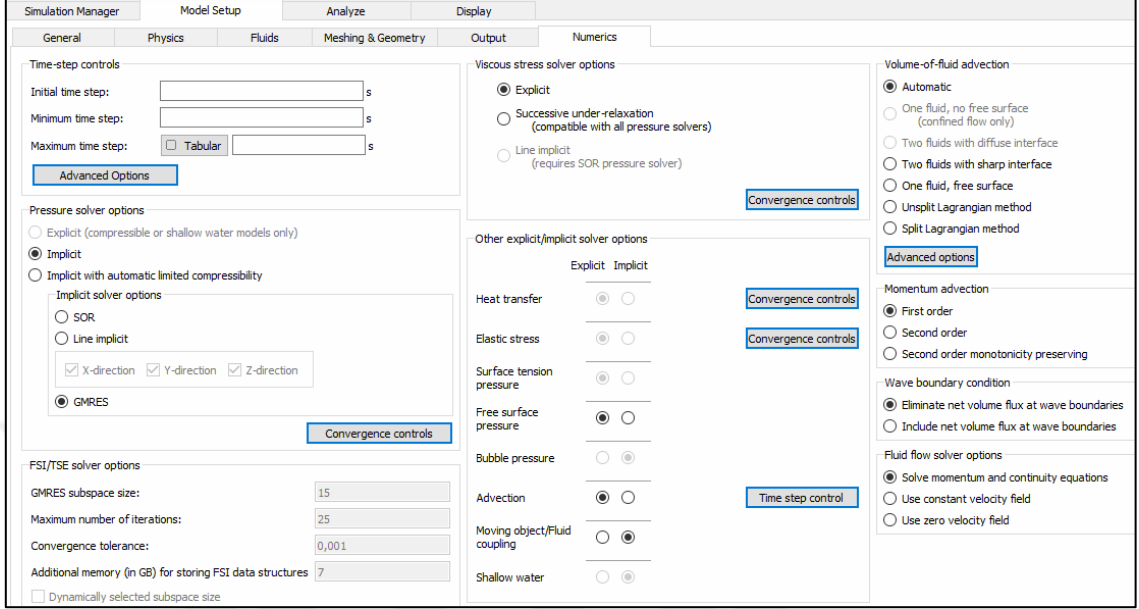 Simulation Manager
Model Setup
Analyze
Display
General
Physics
Fluids
Meshing & Geometry
Output
Numerics
Time-step controls
Initial time step:
s
Minimum time step:
s
Maximum time step:
Tabular
s
Advanced Options
Pressure solver options
Explicit (compressible or shallow water models only)
Implicit
Implicit with automatic limited compressibility
Implicit solver options
SOR
Line implicit
X-direction
Y-direction
Z-direction
GMRES
Convergence controls
FSI/TSE solver options
GMRES subspace size:
15
Maximum number of iterations:
25
Convergence tolerance:
0,001
Additional memory (in GB) for storing FSI data structures
7
Dynamically selected subspace size
Viscous stress solver options
Explicit
Successive under-relaxation
(compatible with all pressure solvers)
Line implicit
(requires SOR pressure solver)
Convergence controls
Other explicit/implicit solver options
Explicit Implicit
Heat transfer
Convergence controls
Elastic stress
Convergence controls
Surface tension
pressure
Free surface
pressure
Bubble pressure
Advection
Time step control
Moving object/Fluid
coupling
Shallow water
Volume-of-fluid advection
Automatic
One fluid, no free surface
(confined flow only)
Two fluids with diffuse interface
Two fluids with sharp interface
One fluid, free surface
Unsplit Lagrangian method
Split Lagrangian method
Advanced options
Momentum advection
First order
Second order
Second order monotonicity preserving
Wave boundary condition
Eliminate net volume flux at wave boundaries
Include net volume flux at wave boundaries
Fluid flow solver options
Solve momentum and continuity equations
Use constant velocity field
Use zero velocity field